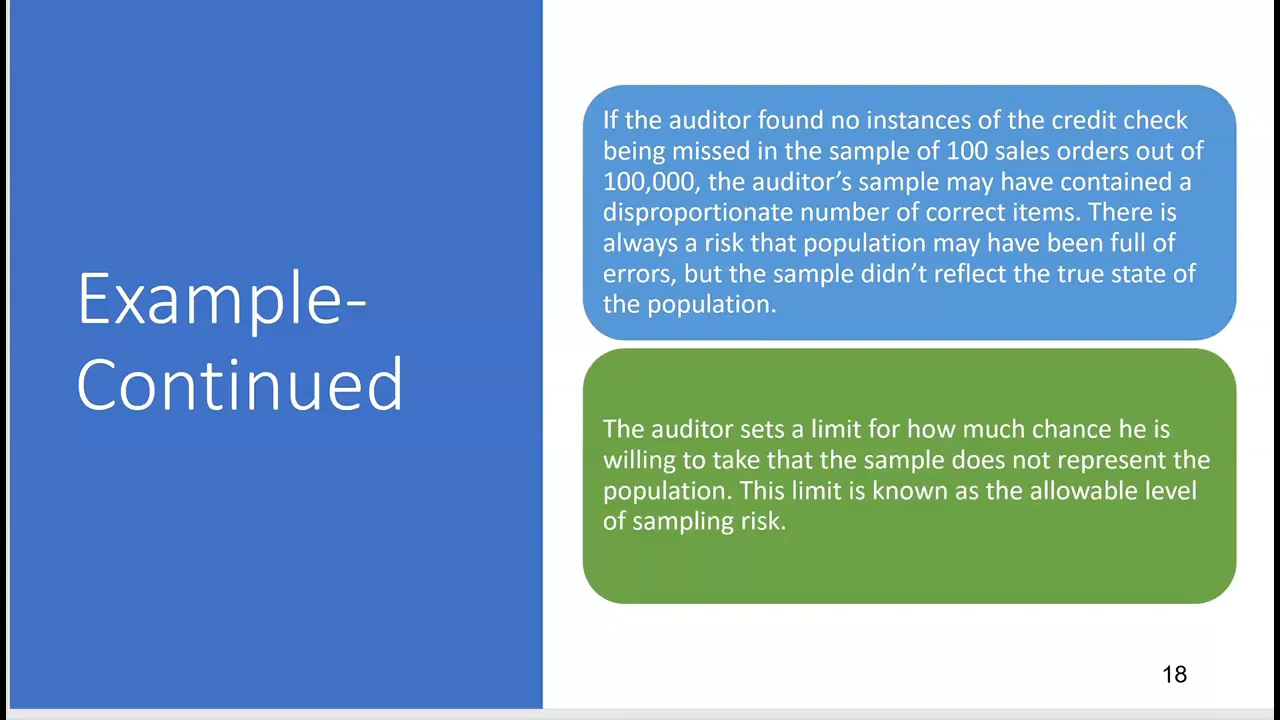 Example-
Continued
If the auditor found no instances of the credit check
being missed in the sample of 100 sales orders out of
100,000, the auditor’s sample may have contained a
disproportionate number of correct items. There is
always a risk that population may have been full of
errors, but the sample didn’t reflect the true state of
the population.
The auditor sets a limit for how much chance he is
willing to take that the sample does not represent the
population. This limit is known as the allowable level
of sampling risk.
18